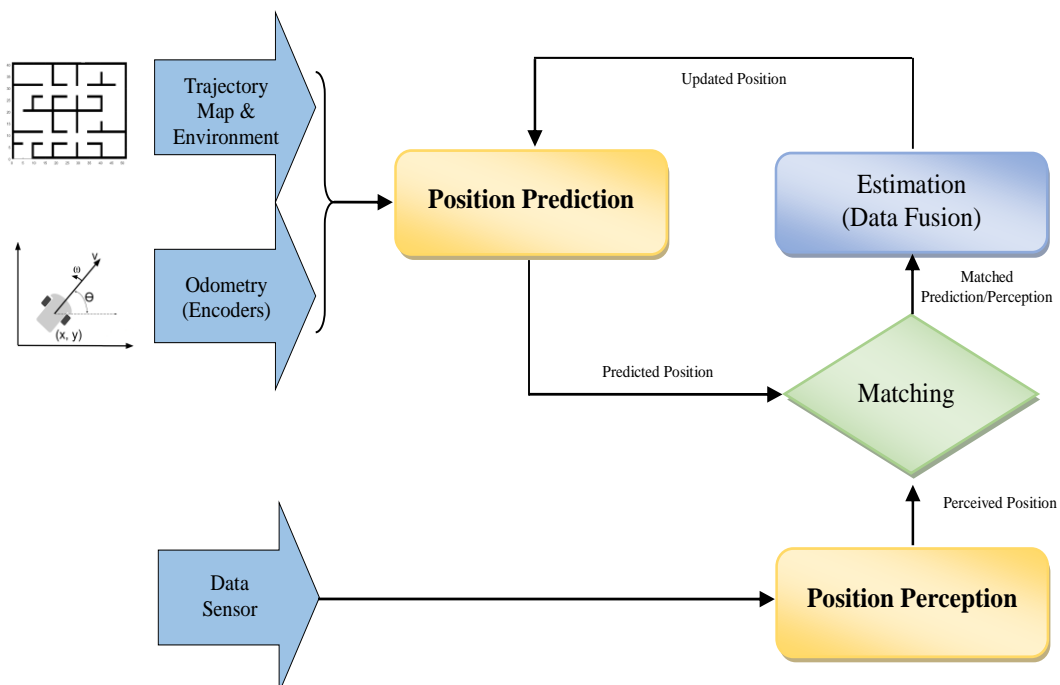 Trajectory
Map &
Environment
Updated Position
Position Prediction
Estimation
(Data Fusion)
v
ω
Θ
(x, y)
Odometry
(Encoders)
Matched
Prediction/Perception
Predicted Position
Matching
Perceived Position
Data
Sensor
Position Perception